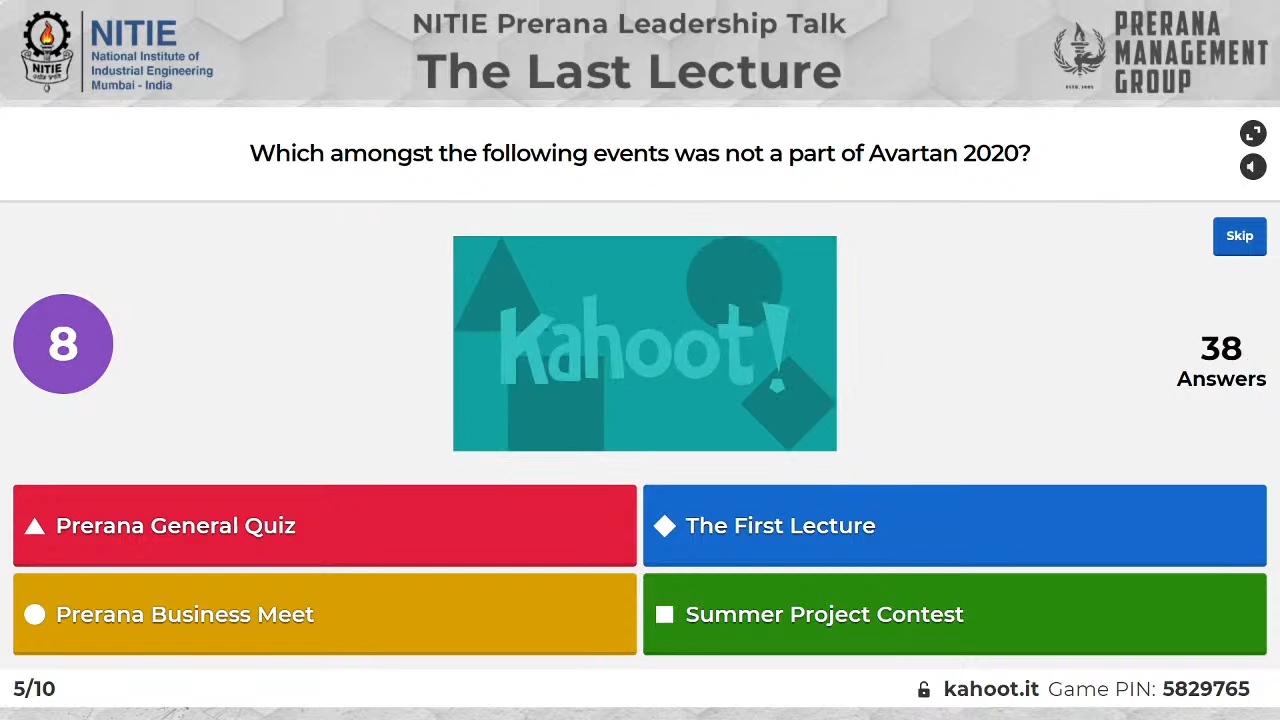 NITIE
National Institute of
Industrial Engineering
Mumbai - India
NITIE
NITIE Prerana Leadership Talk
The Last Lecture
PRERANA
MANAGEMENT
GROUP
Which amongst the following events was not a part of Avartan 2020?
Skip
8
Kahoot!
38
Answers
Prerana General Quiz
The First Lecture
Prerana Business Meet
Summer Project Contest
5/10
kahoot.it Game PIN: 5829765